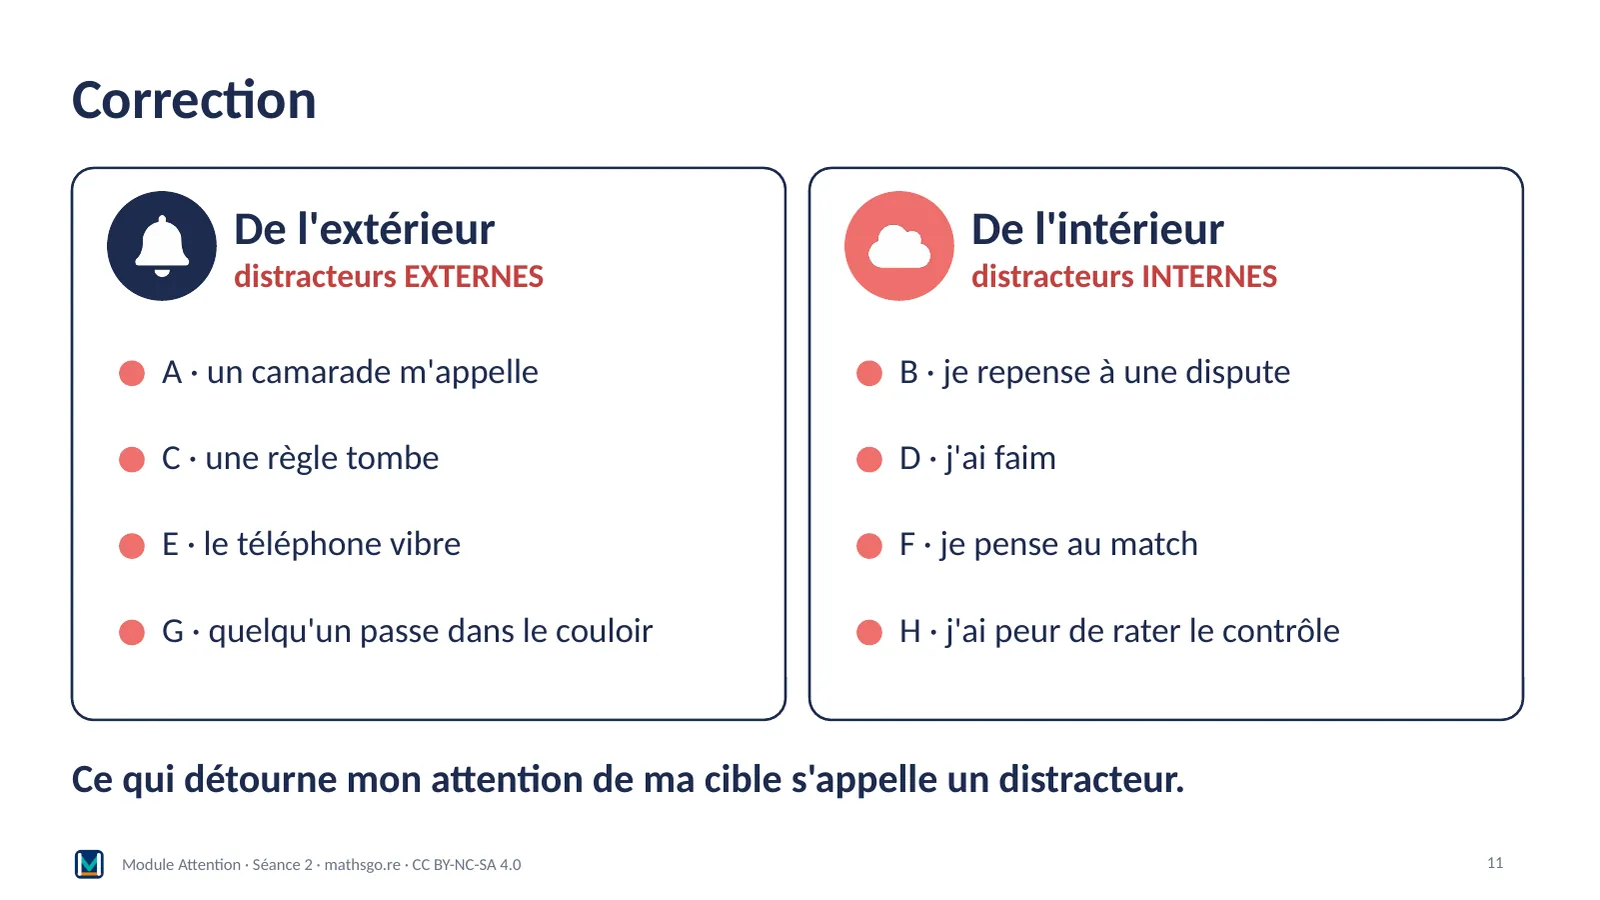 Correction
De l'extérieur
distracteurs EXTERNES
A · un camarade m'appelle
C · une règle tombe
E · le téléphone vibre
G · quelqu'un passe dans le couloir
De l'intérieur
distracteurs INTERNES
B · je repense à une dispute
D · j'ai faim
F · je pense au match
H · j'ai peur de rater le contrôle
Ce qui détourne mon attention de ma cible s'appelle un distracteur.
Module Attention · Séance 2 · mathsgo.re · CC BY-NC-SA 4.0
11